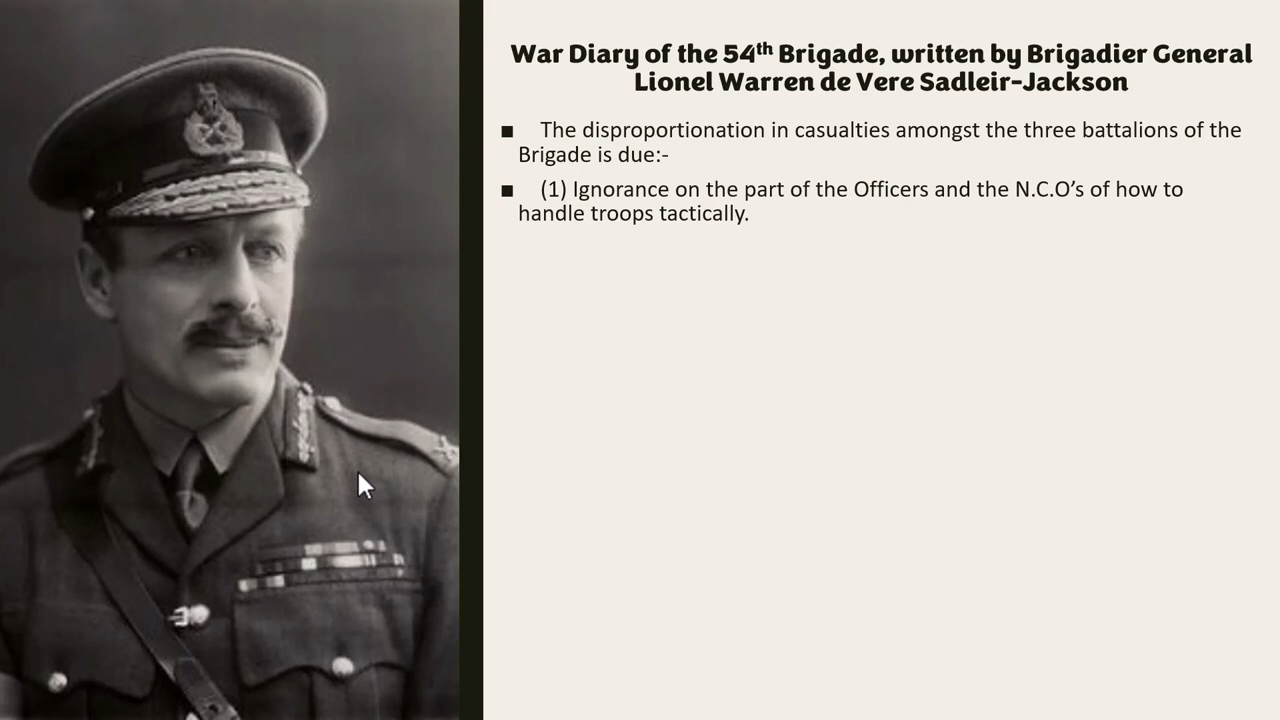 War Diary of the 54th Brigade, written by Brigadier General
Lionel Warren de Vere Sadleir-Jackson
■ The disproportionation in casualties amongst the three battalions of the
Brigade is due:-
■ (1) Ignorance on the part of the Officers and the N.C.O’s of how to
handle troops tactically.